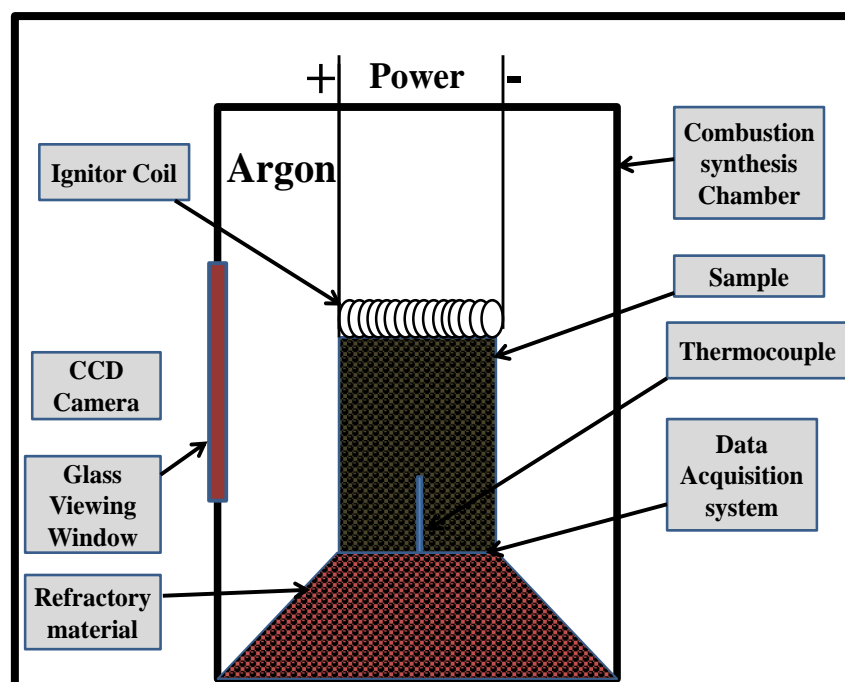 + Power -
Argon
Ignitor Coil
CCD
Camera
Glass
Viewing
Window
Refractory
material
Combustion
synthesis
Chamber
Sample
Thermocouple
Data
Acquisition
system